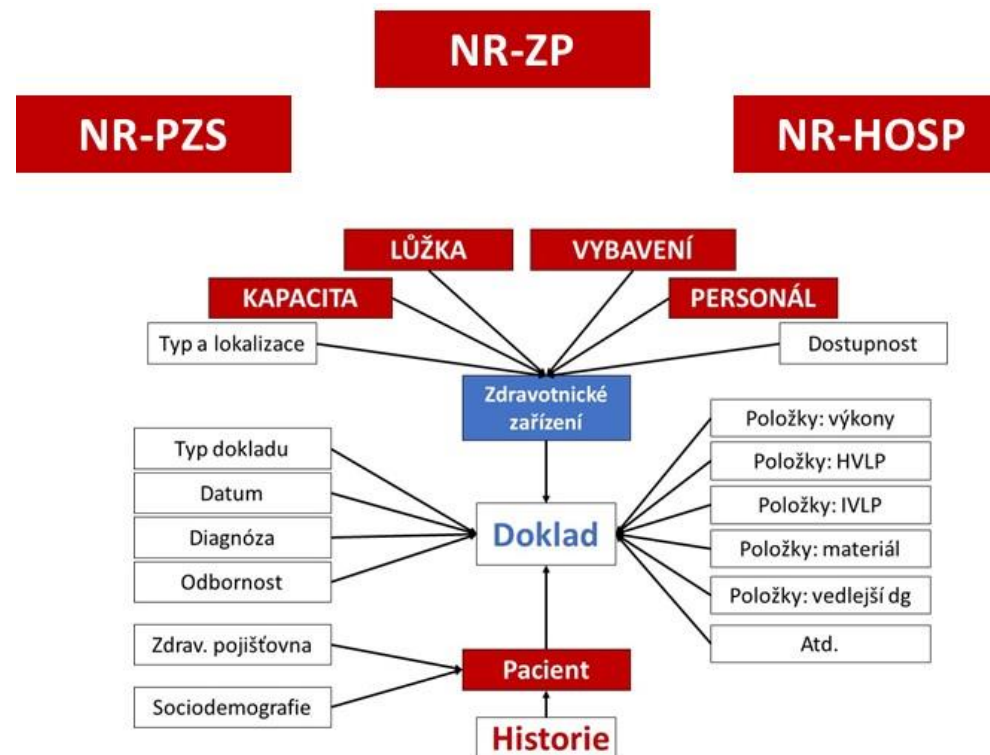 NR-ZP
NR-PZS
NR-HOSP
LŮŽKA
VYBAVENÍ
KAPACITA
PERSONÁL
Typ a lokalizace
Dostupnost
Zdravotnické
zařízení
Typ dokladu
Datum
Diagnóza
Odbornost
Doklad
Položky: výkony
Položky: HVLP
Položky: IVLP
Položky: materiál
Položky: vedlejší dg
Atd.
Zdrav. pojišťovna
Sociodemografie
Pacient
Historie